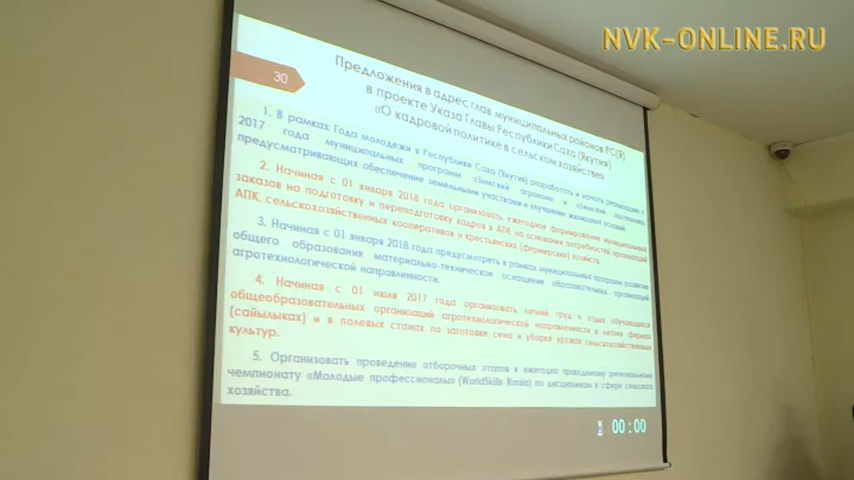 NVK-ONLINE.RU
30
Предложения в адрес глав муниципальных районов РС(Я)
в проекте Указа Главы Республики Саха (Якутия)
«О кадровой политике в сельском хозяйстве»
1. В рамках Года молодежи в Республике Саха (Якутия) разработать и начать реализацию с
2017 года муниципальных программ «Земский агроном» и «Земский
предусматривающих обеспечение земельными участками и улучшение жилищных условий.
2. Начиная с 01 января 2018 года организовать ежегодное формирование муниципальных
заказов на подготовку и переподготовку кадров в АПК на основании потребностей организаций
АПК, сельскохозяйственных кооперативов и крестьянских (фермерских) хозяйств.
3. Начиная с 01 января 2018 года предусмотреть в рамках муниципальных программ развития
общего образования материально-техническое оснащение образовательных организаций
агротехнологической направленности.
4. Начиная с 01 июля 2017 года организовать летний труд и отдых обучающихся
общеобразовательных организаций агротехнологической направленности в летних фермах
(сайылыках) и в полевых станах по заготовке сена и уборке урожая сельскохозяйственных
культур.
5. Организовать проведение отборочных этапов к ежегодно проводимому региональному
чемпионату «Молодые профессионалы» (WorldSkills Russia) по дисциплинам в сфере сельского
хозяйства.
00:00